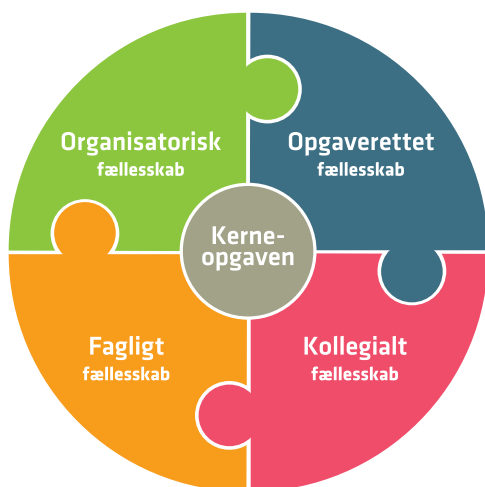 Organisatorisk
fællesskab
Opgaverettet
fællesskab
Kerne-
opgaven
Fagligt
fællesskab
Kollegialt
fællesskab